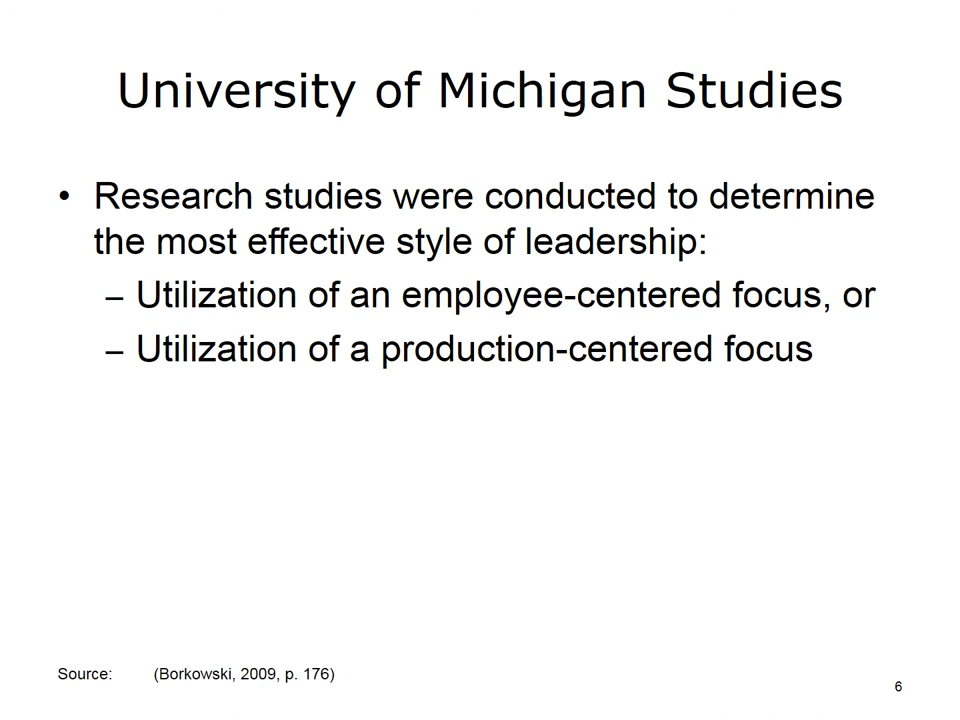 University of Michigan Studies
• Research studies were conducted to determine
the most effective style of leadership:
– Utilization of an employee-centered focus, or
– Utilization of a production-centered focus
Source: (Borkowski, 2009, p. 176)
6